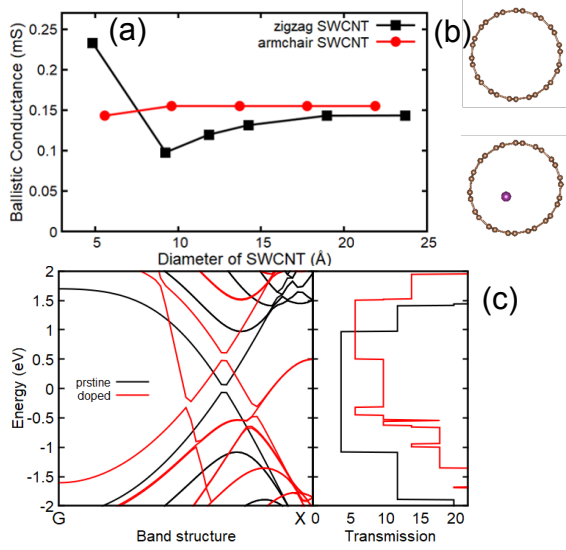 (a)
zigzag SWCNT
armchair SWCNT
Ballistic Conductance (mS)
0.25
0.2
0.15
0.1
0.05
0
5 10 15 20 25
Diameter of SWCNT (Å)
(b)
(c)
Energy (eV)
2
1.5
1
0.5
0
-0.5
-1
-1.5
-2
prstine
doped
G X
Band structure
0 5 10 15 20
Transmission